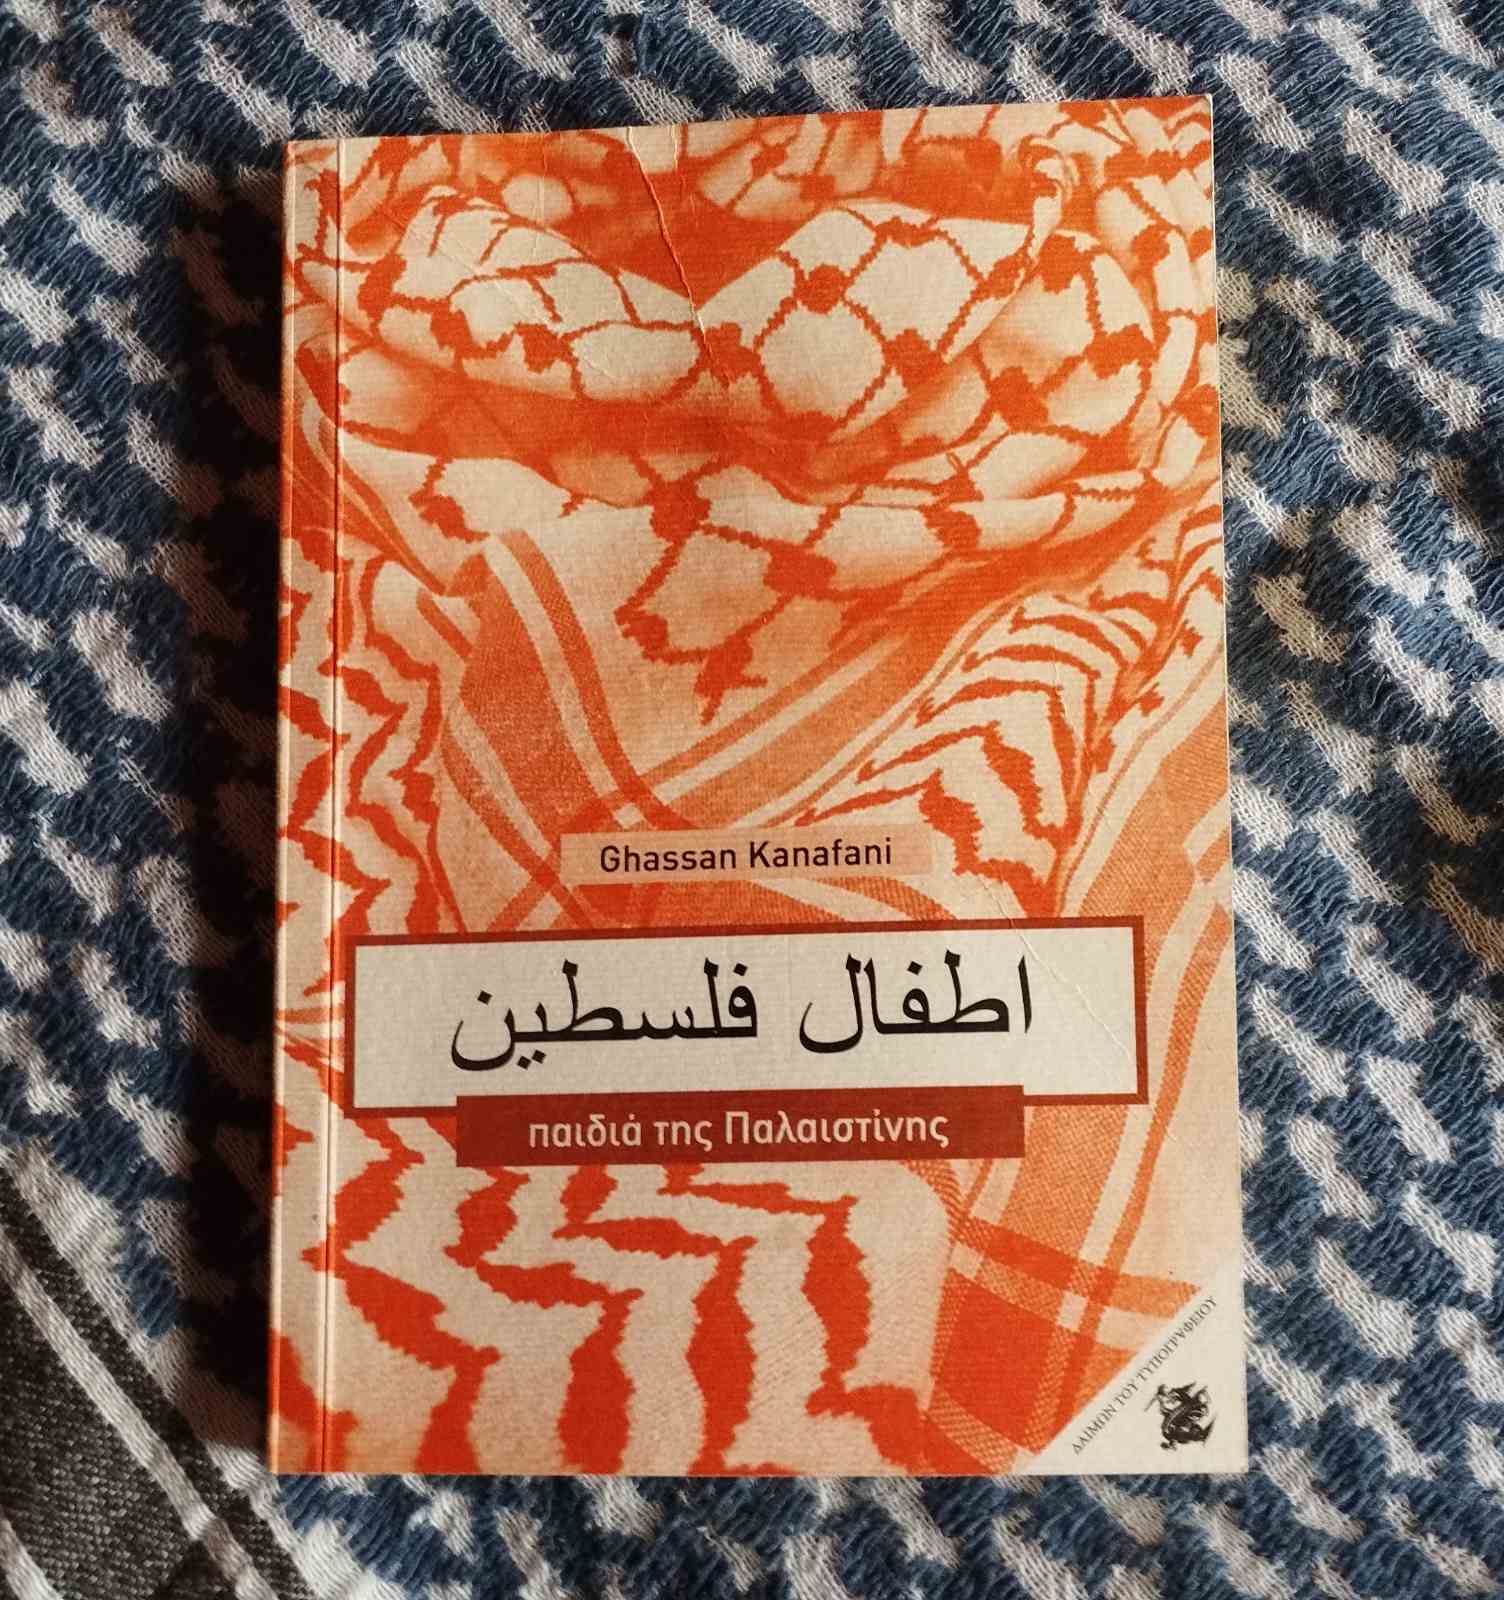 Ghassan Kanafani
اطفال فلسطين
παιδιά της Παλαιστίνης
ΔΑΙΜΩΝ ΤΟΥ ΤΥΠΟΓΡΑΦΕΙΟΥ